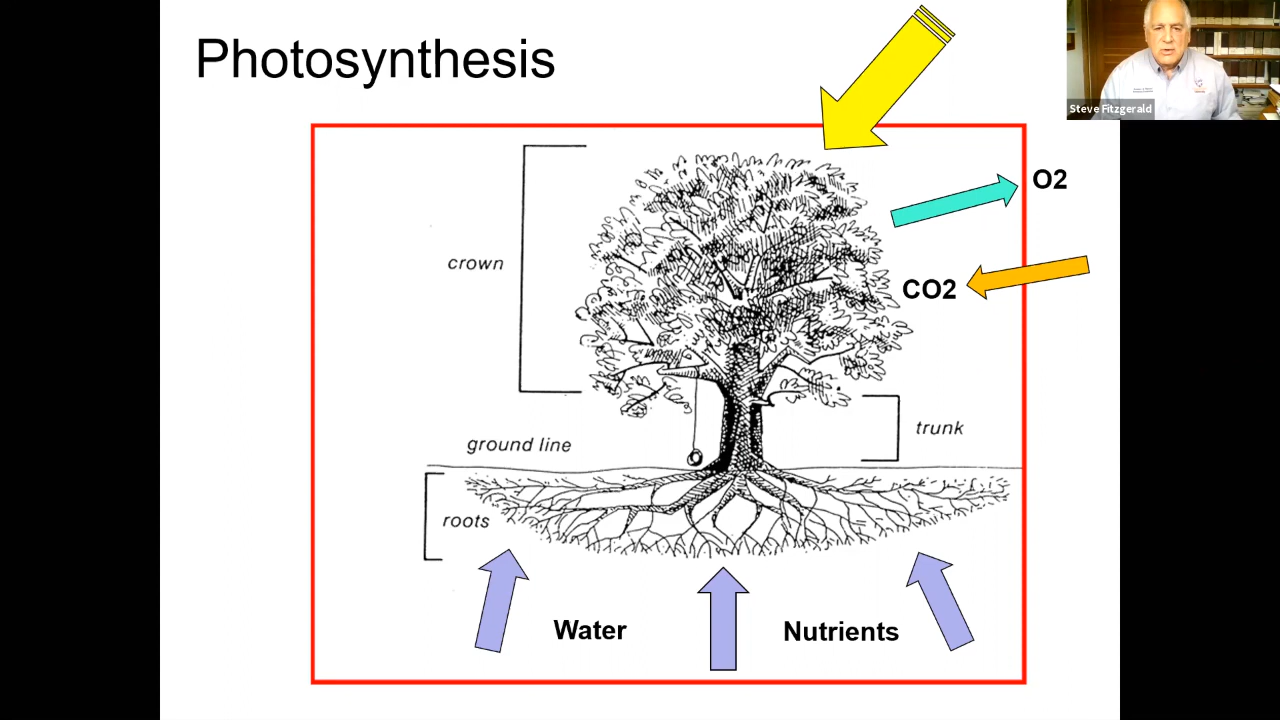 Photosynthesis
Steve Fitzgerald
O2
crown
CO2
trunk
ground line
roots
Water
Nutrients